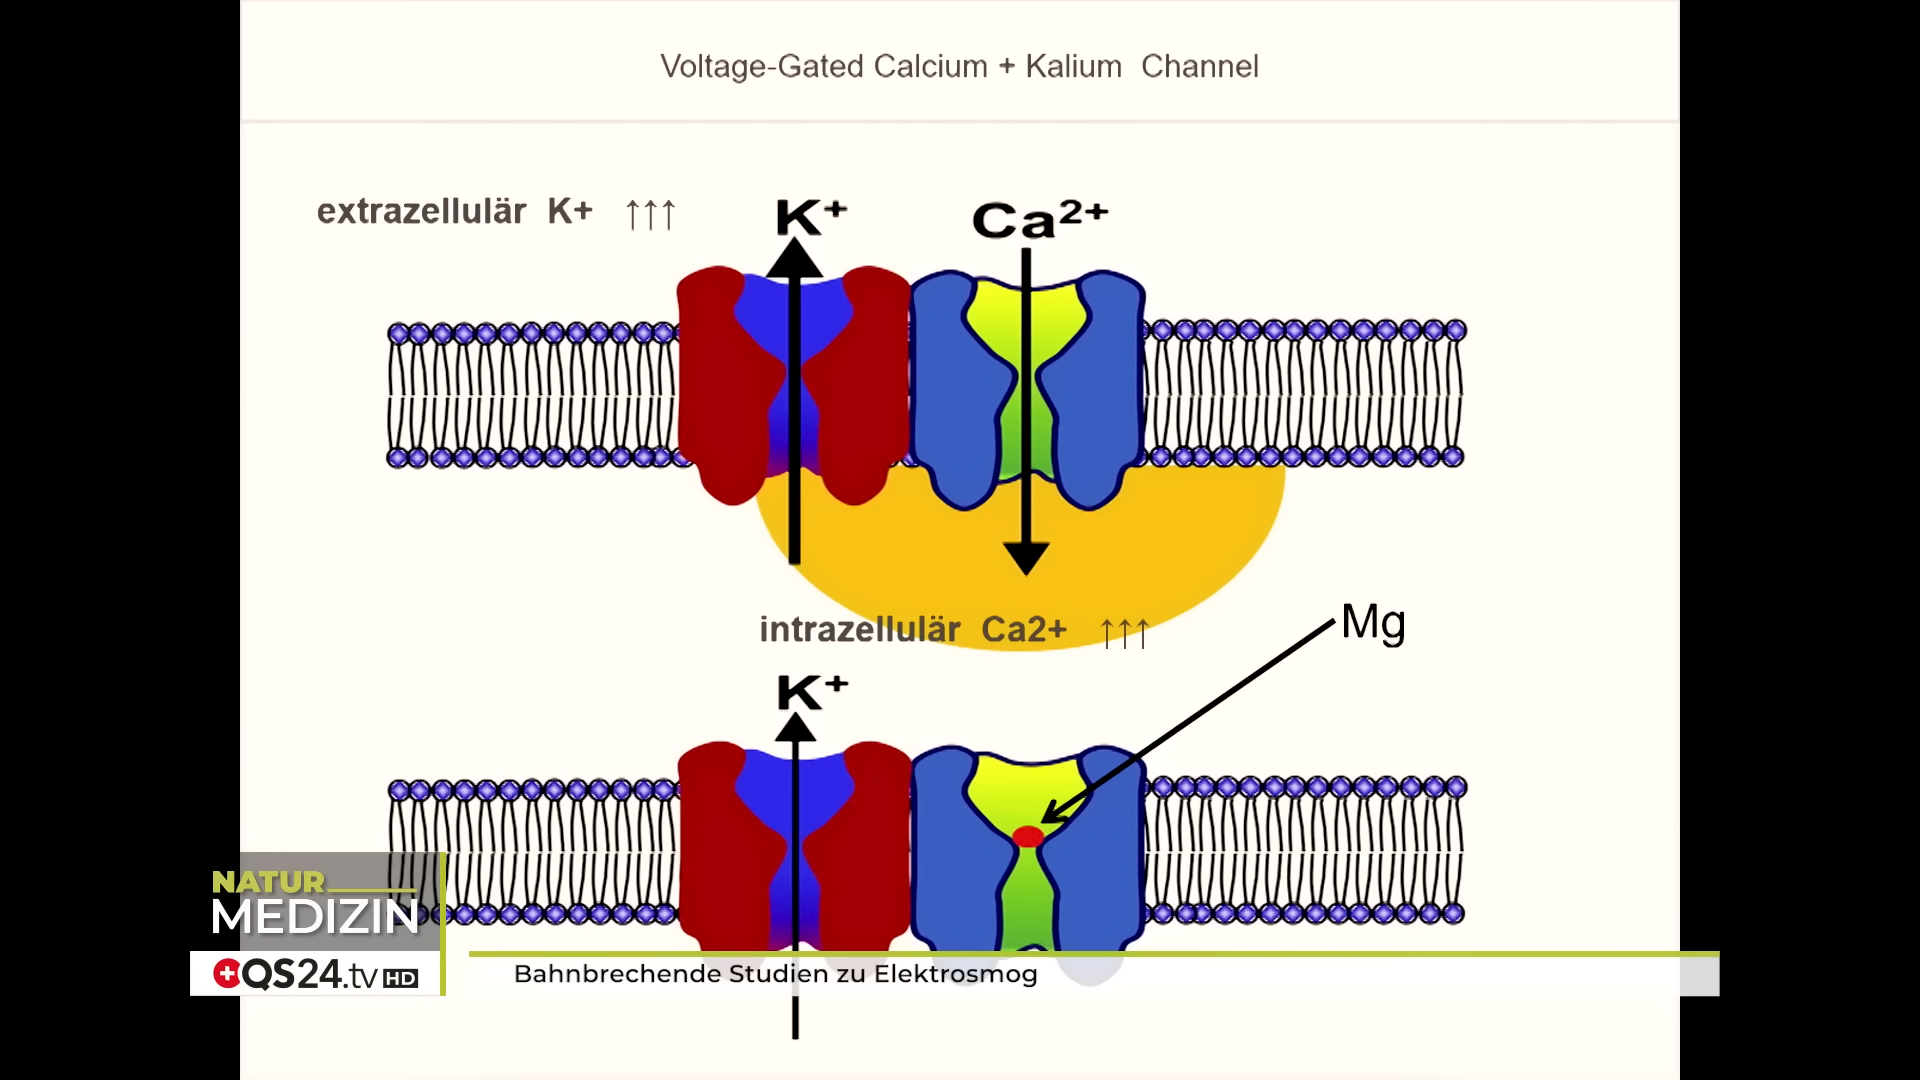 Voltage-Gated Calcium + Kalium Channel
extrazellulär K+ ↑↑↑
K⁺
Ca²⁺
intrazellulär Ca2+ ↑↑↑
Mg
K⁺
NATUR
MEDIZIN
QS24.tv HD
Bahnbrechende Studien zu Elektrosmog